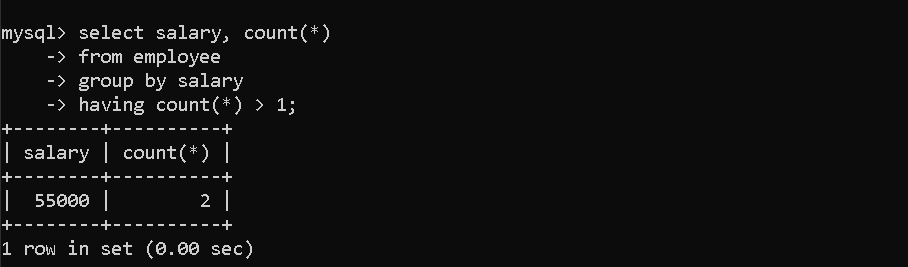 mysql> select salary, count(*)
    -> from employee
    -> group by salary
    -> having count(*) > 1;
+--------+----------+
| salary | count(*) |
+--------+----------+
|  55000 |        2 |
+--------+----------+
1 row in set (0.00 sec)